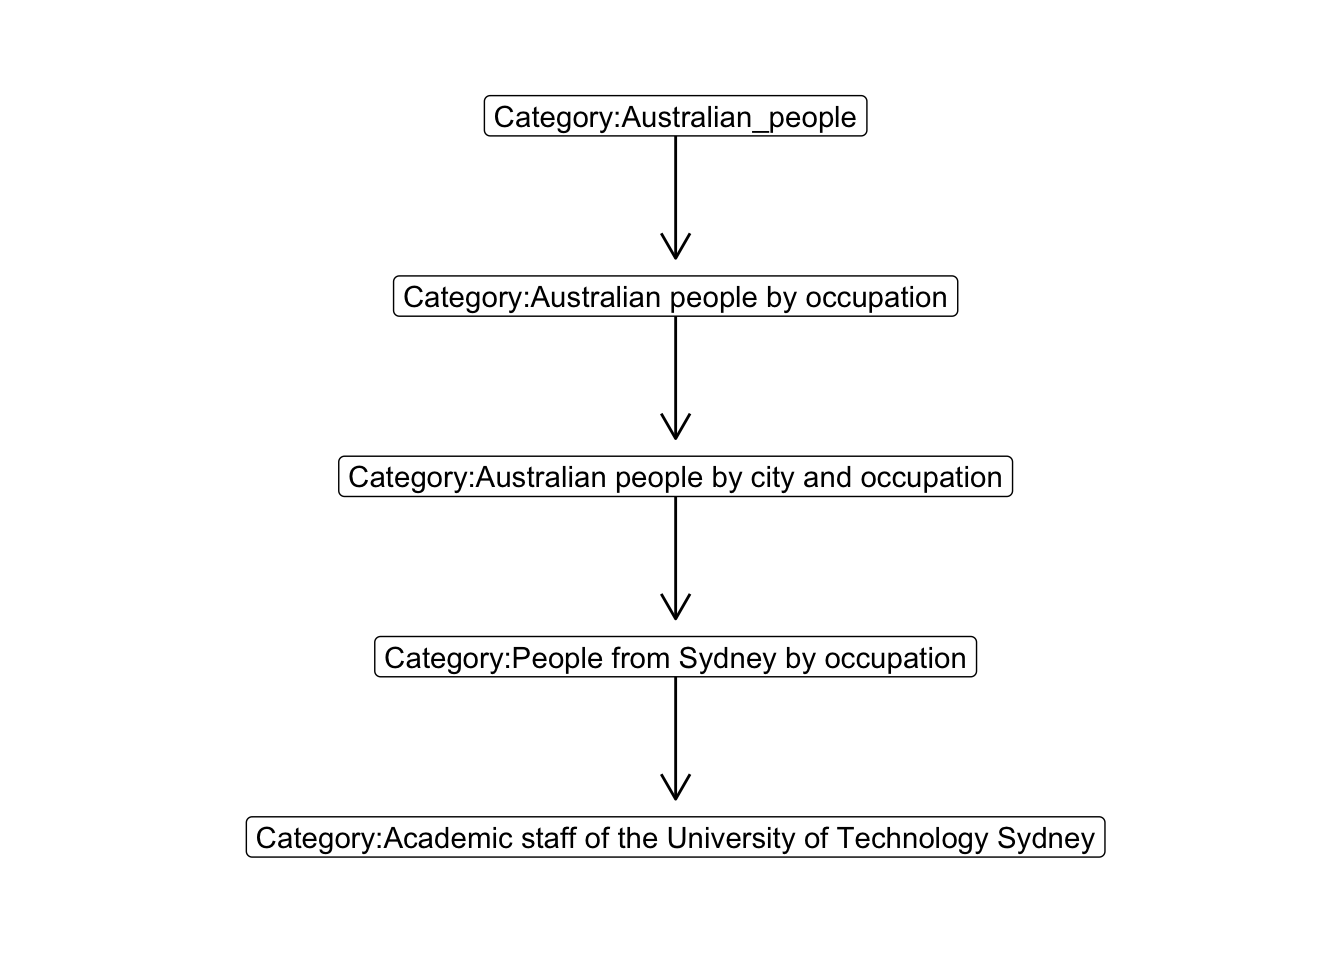 Category:Australian_people
Category:Australian people by occupation
Category:Australian people by city and occupation
Category:People from Sydney by occupation
Category:Academic staff of the University of Technology Sydney